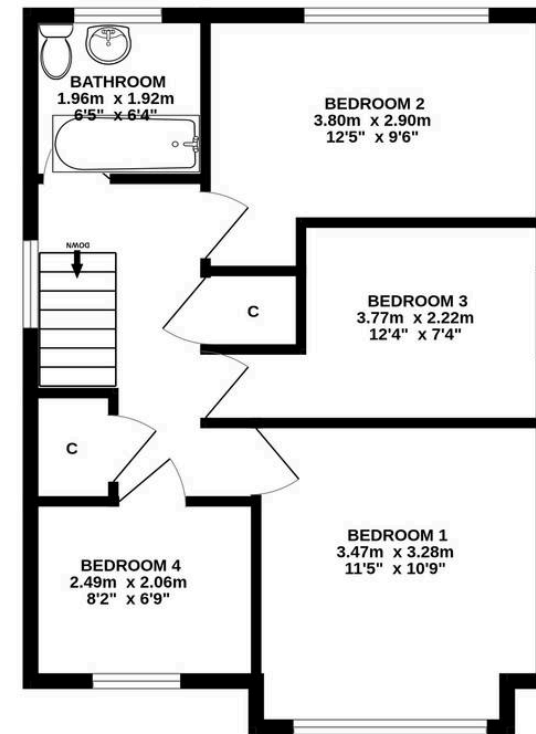 BATHROOM
1.96m x 1.92m
6'5" x 6'4"
BEDROOM 2
3.80m x 2.90m
12'5" x 9'6"
DOWN
C
BEDROOM 3
3.77m x 2.22m
12'4" x 7'4"
C
BEDROOM 4
2.49m x 2.06m
8'2" x 6'9"
BEDROOM 1
3.47m x 3.28m
11'5" x 10'9"